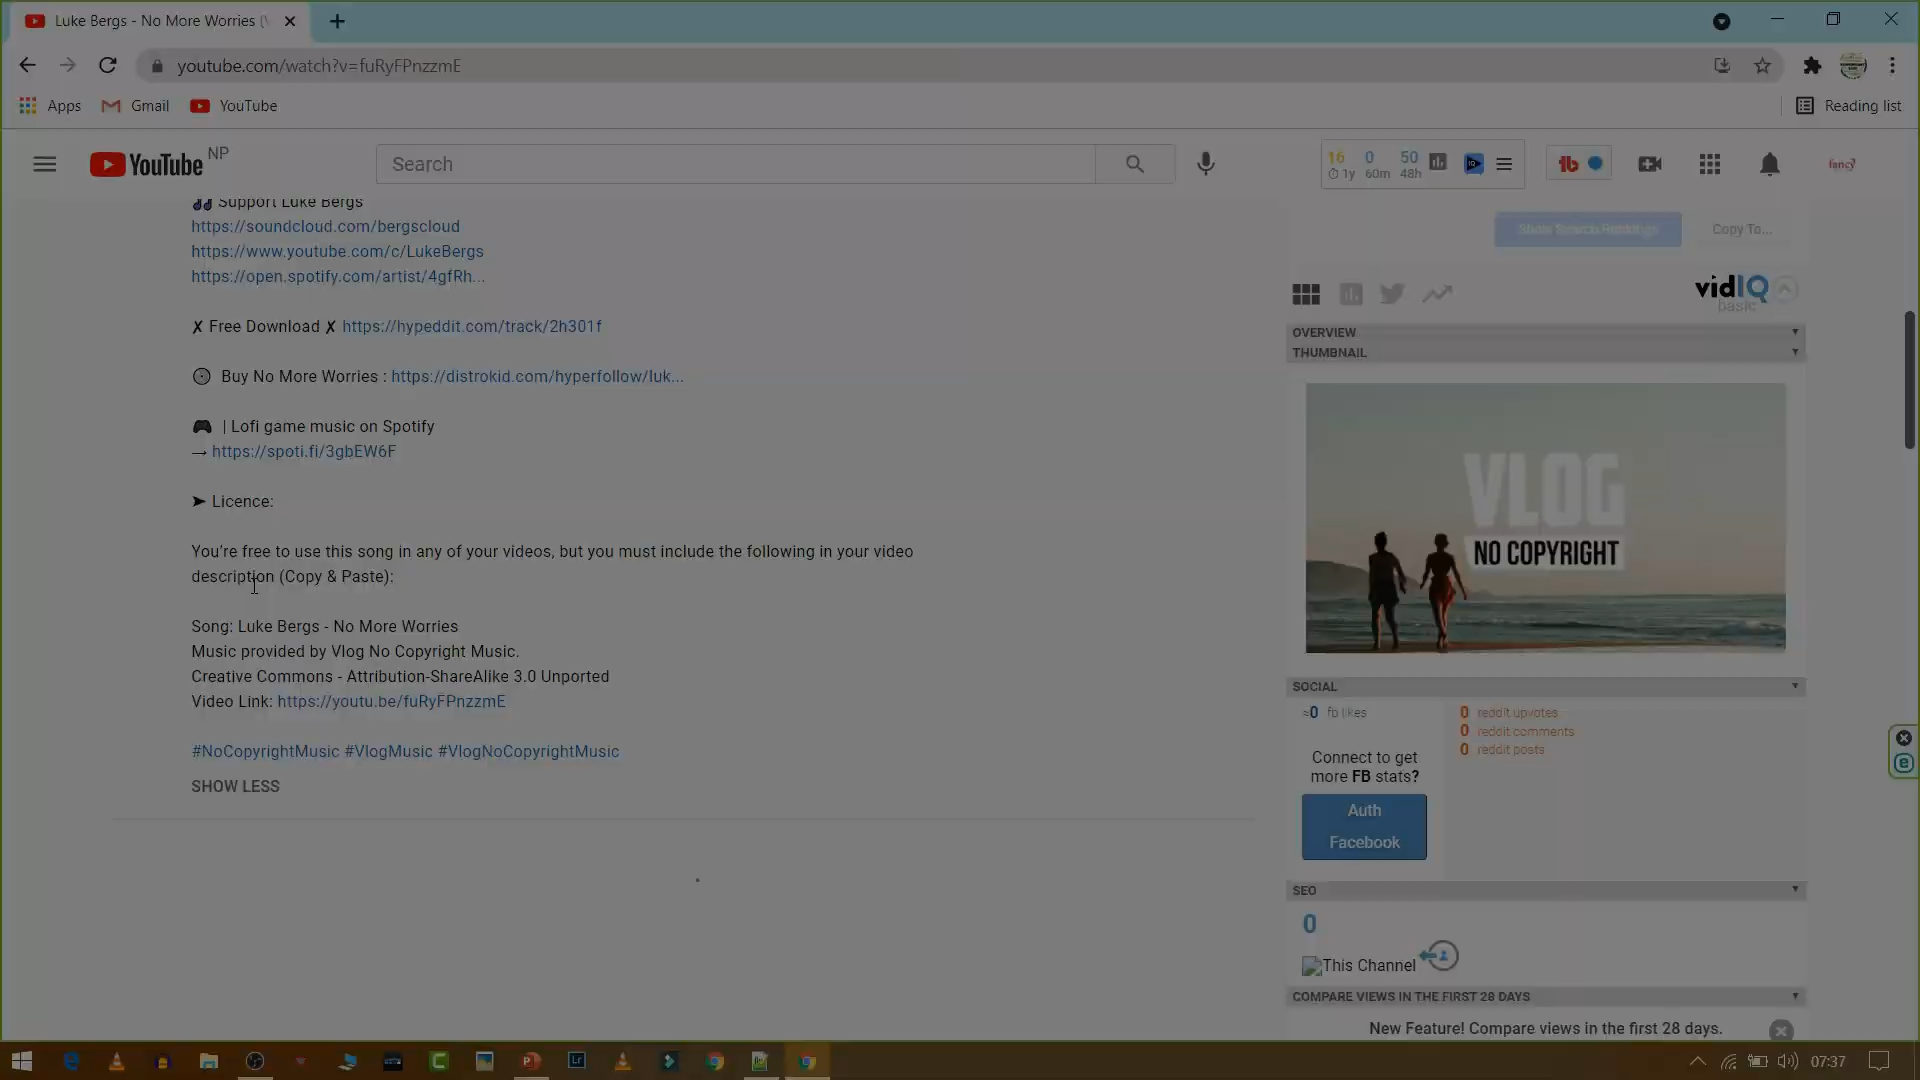 Luke Bergs - No More Worries (
youtube.com/watch?v=fuRyFPnzzmE
Apps
Gmail
YouTube
Reading list
YouTube NP
Search
16 0 50
1y 60m 48h
fancy
🎵 Support Luke Bergs
https://soundcloud.com/bergscloud
https://www.youtube.com/c/LukeBergs
https://open.spotify.com/artist/4gfRh...
✗ Free Download ✗ https://hypeddit.com/track/2h301f
Buy No More Worries : https://distrokid.com/hyperfollow/luk...
🎮 | Lofi game music on Spotify
→ https://spoti.fi/3gbEW6F
➤ Licence:
You're free to use this song in any of your videos, but you must include the following in your video
description (Copy & Paste):
Song: Luke Bergs - No More Worries
Music provided by Vlog No Copyright Music.
Creative Commons - Attribution-ShareAlike 3.0 Unported
Video Link: https://youtu.be/fuRyFPnzzmE
#NoCopyrightMusic #VlogMusic #VlogNoCopyrightMusic
SHOW LESS
Show Search Rankings
Copy To...
vidIQ
basic
OVERVIEW
THUMBNAIL
VLOG
NO COPYRIGHT
SOCIAL
≈0 fb likes
0 reddit upvotes
0 reddit comments
0 reddit posts
Connect to get
more FB stats?
Auth
Facebook
SEO
0
This Channel
COMPARE VIEWS IN THE FIRST 28 DAYS
New Feature! Compare views in the first 28 days.
07:37